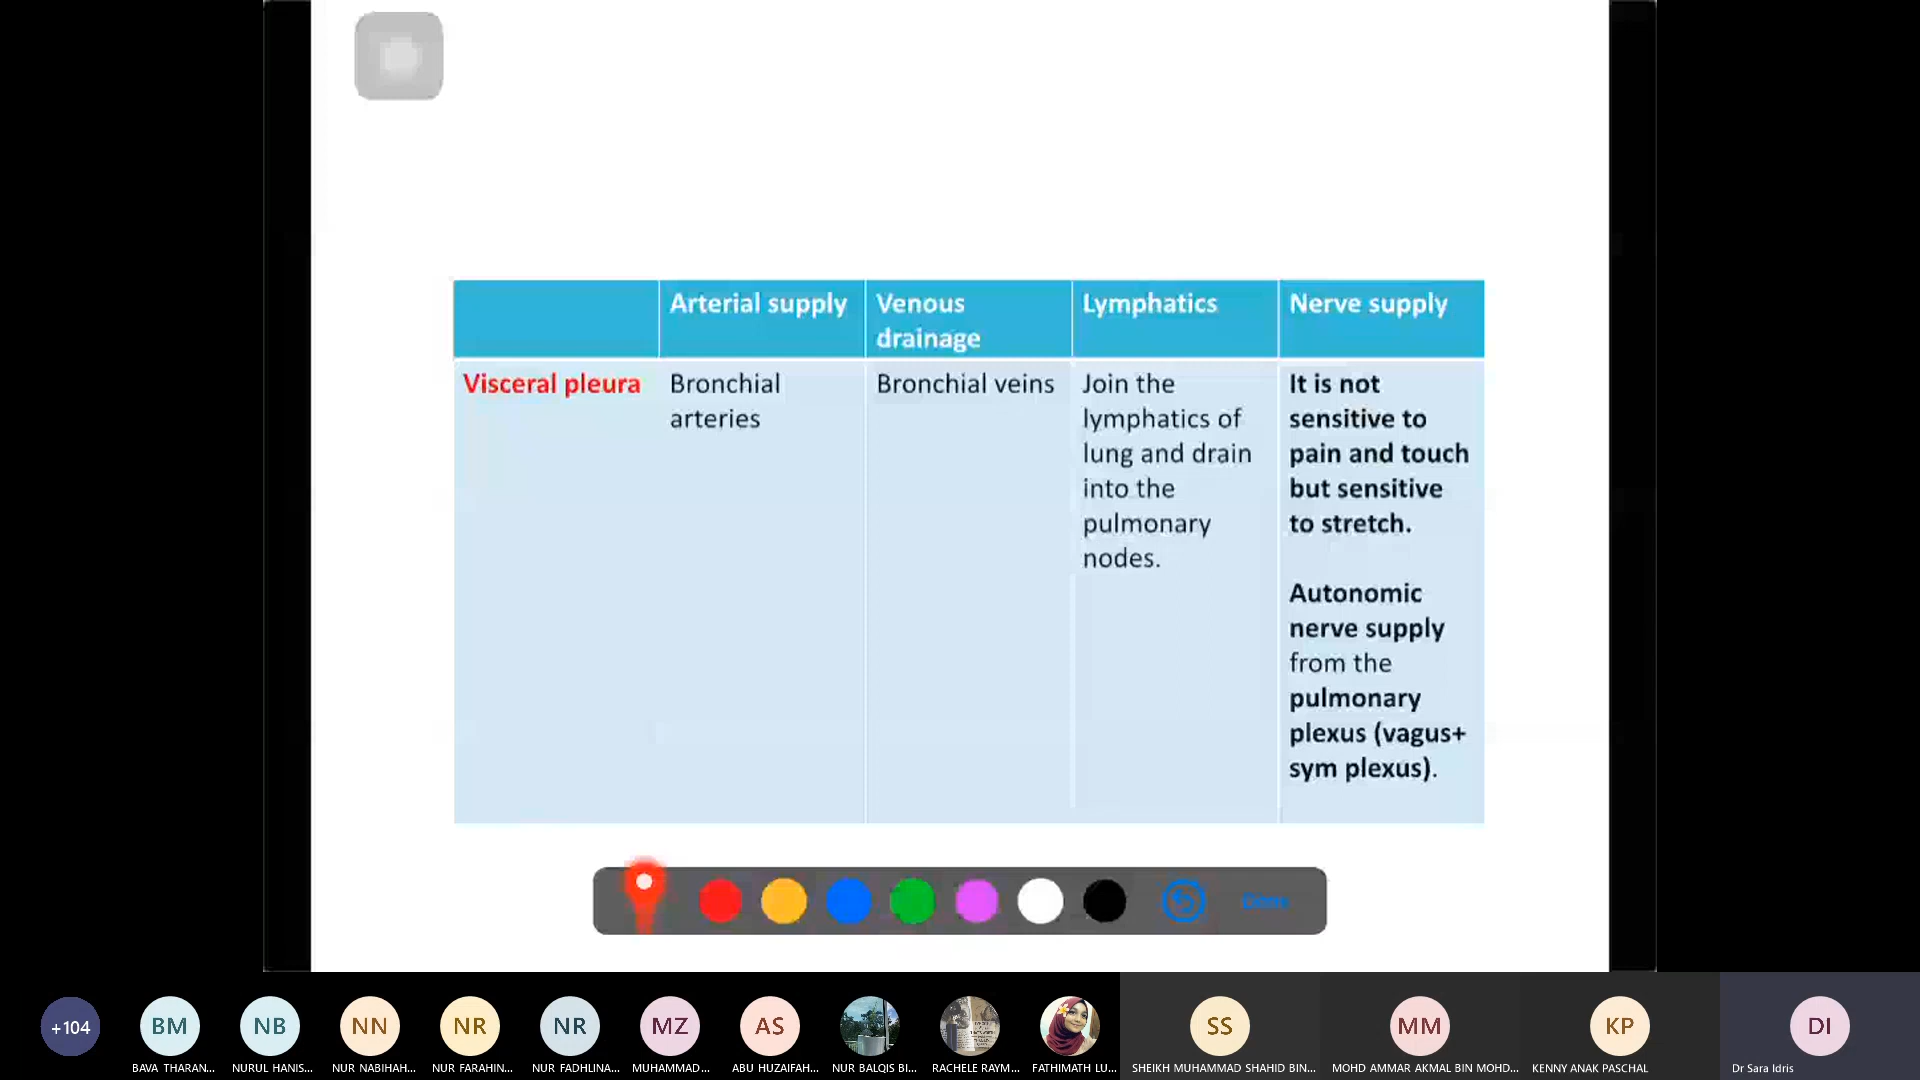 Arterial supply
Venous
drainage
Lymphatics
Nerve supply
Visceral pleura
Bronchial
arteries
Bronchial veins
Join the
lymphatics of
lung and drain
into the
pulmonary
nodes.
It is not
sensitive to
pain and touch
but sensitive
to stretch.
Autonomic
nerve supply
from the
pulmonary
plexus (vagus+
sym plexus).
Done
+104
BM
NB
NN
NR
NR
MZ
AS
SS
MM
KP
DI
BAVA THARAN...
NURUL HANIS...
NUR NABIHAH...
NUR FARAHIN...
NUR FADHLINA...
MUHAMMAD...
ABU HUZAIFAH...
NUR BALQIS BI...
RACHELE RAYM...
FATHIMATH LU...
SHEIKH MUHAMMAD SHAHID BIN...
MOHD AMMAR AKMAL BIN MOHD...
KENNY ANAK PASCHAL
Dr Sara Idris